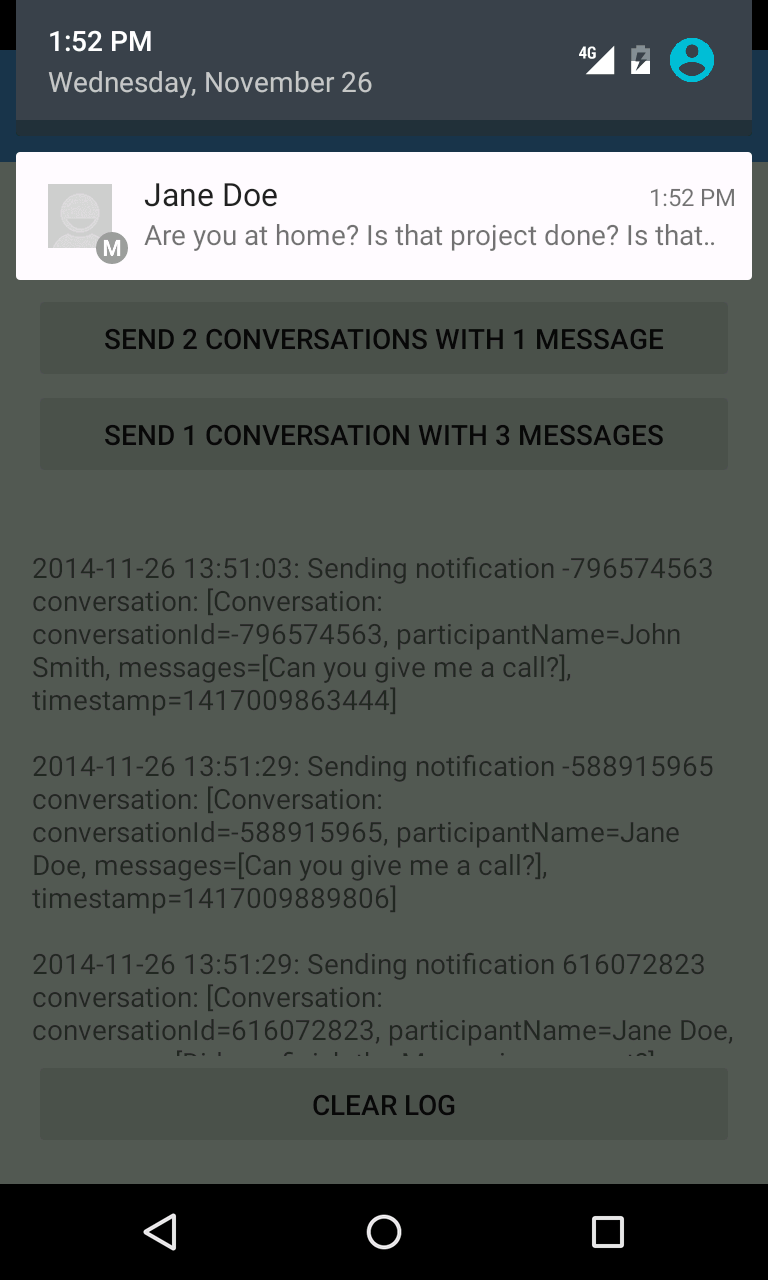 1:52 PM
Wednesday, November 26
4G
Jane Doe
1:52 PM
M
Are you at home? Is that project done? Is that..
SEND 2 CONVERSATIONS WITH 1 MESSAGE
SEND 1 CONVERSATION WITH 3 MESSAGES
2014-11-26 13:51:03: Sending notification -796574563
conversation: [Conversation:
conversationId=-796574563, participantName=John
Smith, messages=[Can you give me a call?],
timestamp=1417009863444]
2014-11-26 13:51:29: Sending notification -588915965
conversation: [Conversation:
conversationId=-588915965, participantName=Jane
Doe, messages=[Can you give me a call?],
timestamp=1417009889806]
2014-11-26 13:51:29: Sending notification 616072823
conversation: [Conversation:
conversationId=616072823, participantName=Jane Doe,
CLEAR LOG